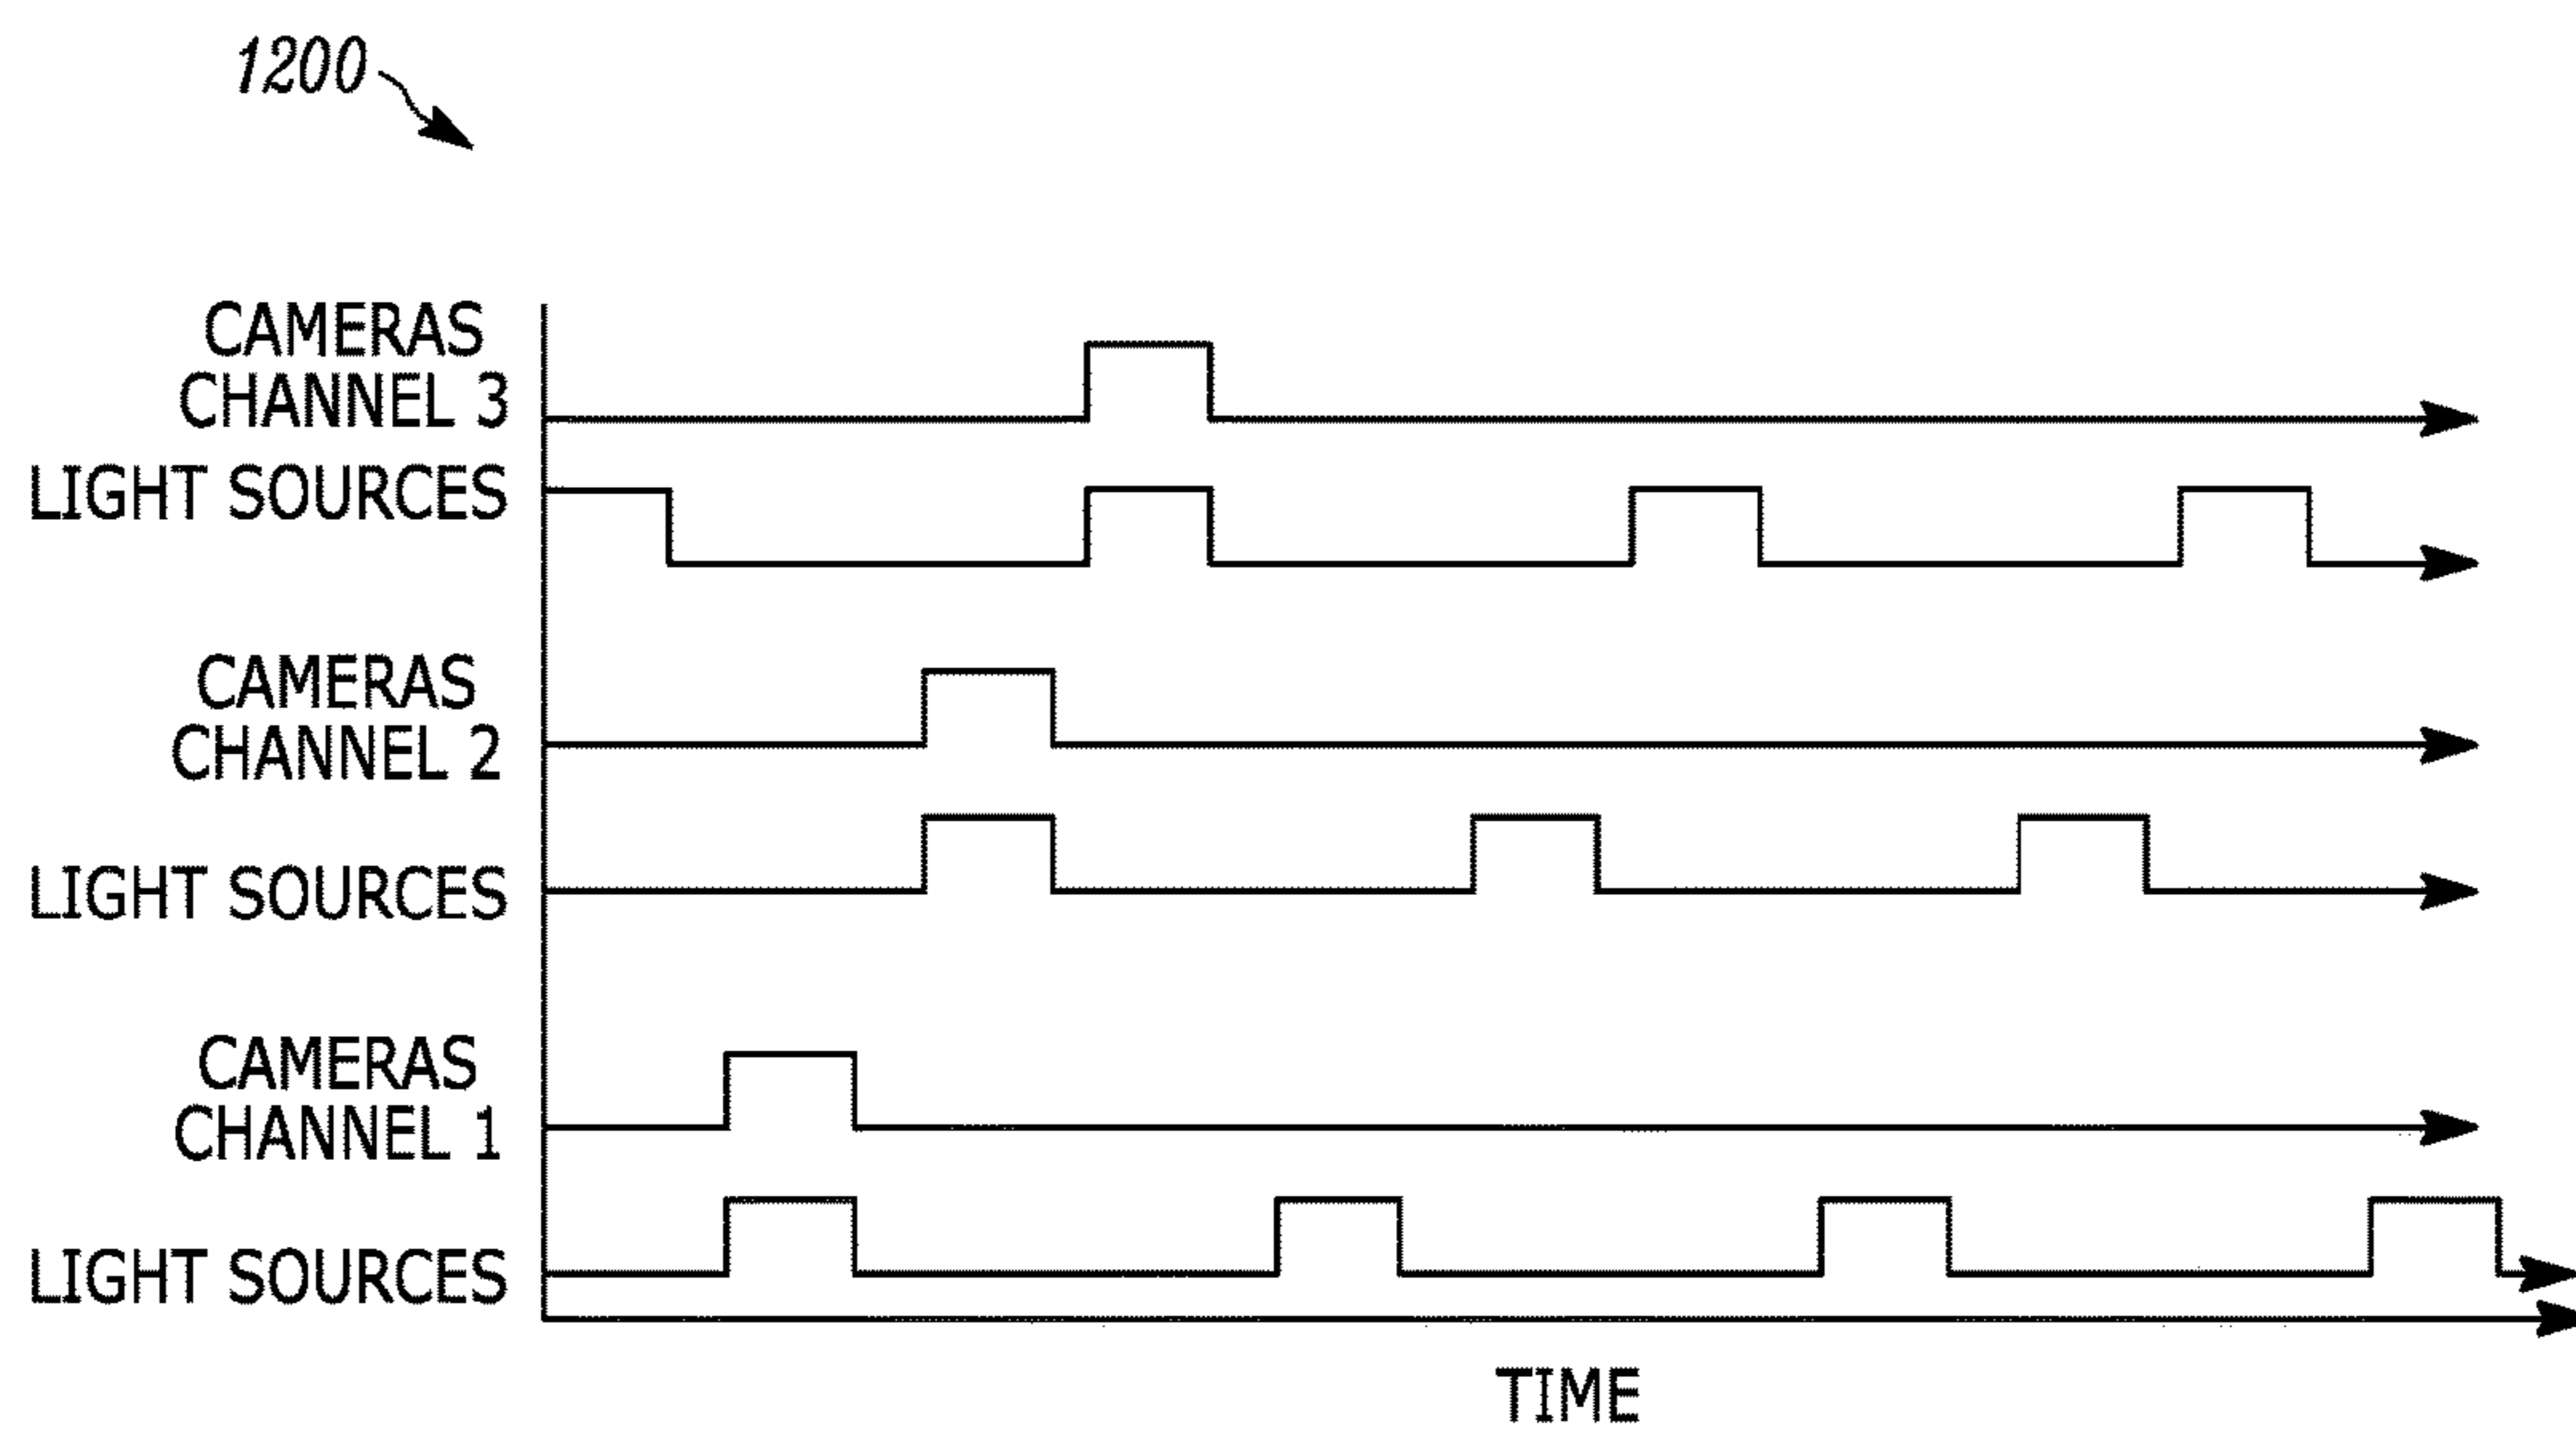 1200
CAMERAS
CHANNEL 3
LIGHT SOURCES
CAMERAS
CHANNEL 2
LIGHT SOURCES
CAMERAS
CHANNEL 1
LIGHT SOURCES
TIME